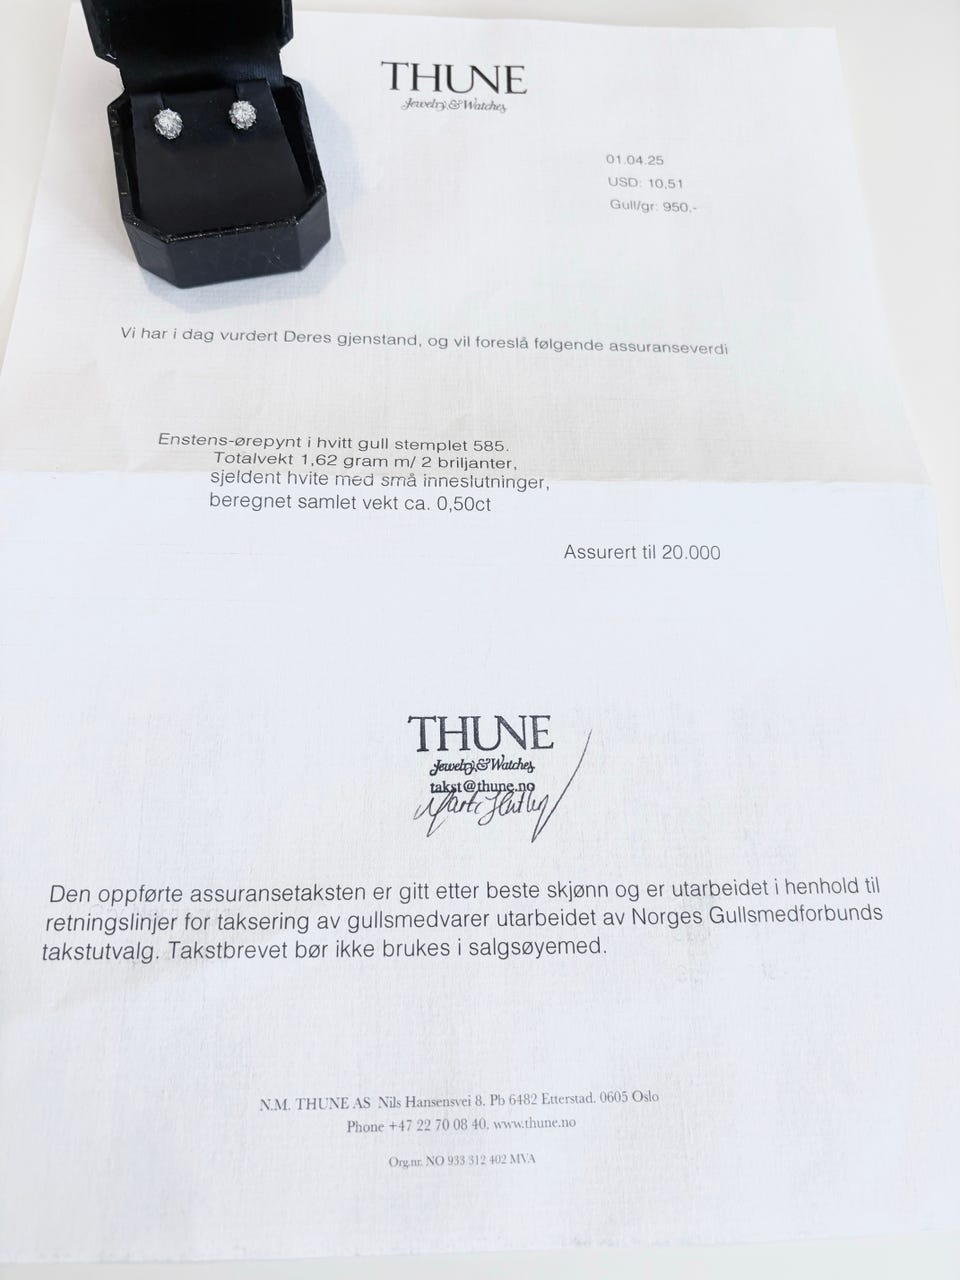 THUNE
Jewelry & Watches
01.04.25
USD: 10,51
Gull/gr: 950,-
Vi har i dag vurdert Deres gjenstand, og vil foreslå følgende assuranseverdi
Enstens-ørepynt i hvitt gull stemplet 585.
Totalvekt 1,62 gram m/ 2 briljanter,
sjeldent hvite med små inneslutninger,
beregnet samlet vekt ca. 0,50ct
Assurert til 20.000
THUNE
Jewelry & Watches
takst@thune.no
Den oppførte assuransetaksten er gitt etter beste skjønn og er utarbeidet i henhold til
retningslinjer for taksering av gullsmedvarer utarbeidet av Norges Gullsmedforbunds
takstutvalg. Takstbrevet bør ikke brukes i salgsøyemed.
N.M. THUNE AS Nils Hansensvei 8. Pb 6482 Etterstad. 0605 Oslo
Phone +47 22 70 08 40. www.thune.no
Org.nr. NO 933 312 402 MVA